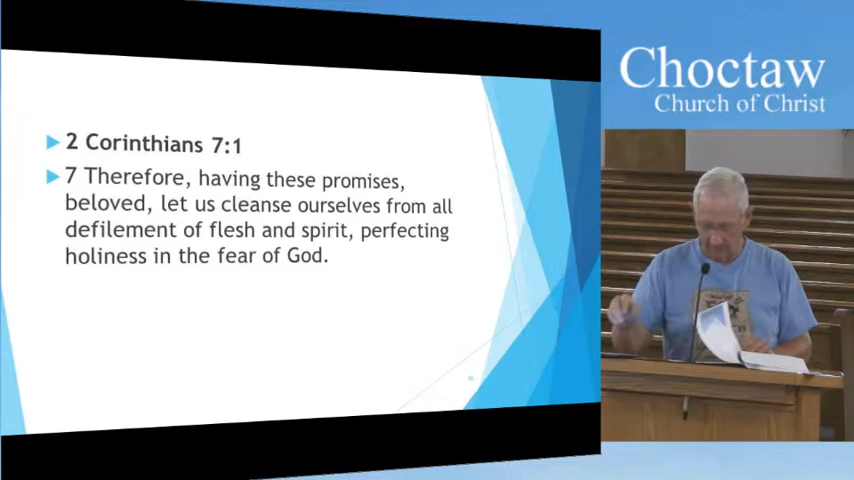 Choctaw
Church of Christ
2 Corinthians 7:1
7 Therefore, having these promises,
beloved, let us cleanse ourselves from all
defilement of flesh and spirit, perfecting
holiness in the fear of God.